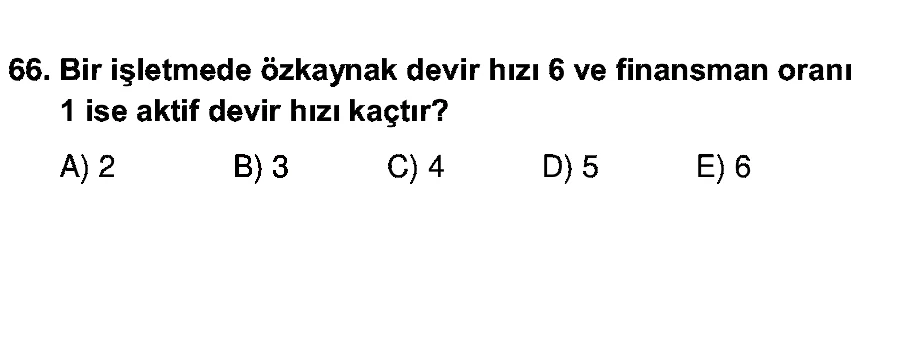 66. Bir işletmede özkaynak devir hızı 6 ve finansman oranı
1 ise aktif devir hızı kaçtır?
A) 2 B) 3 C) 4 D) 5 E) 6